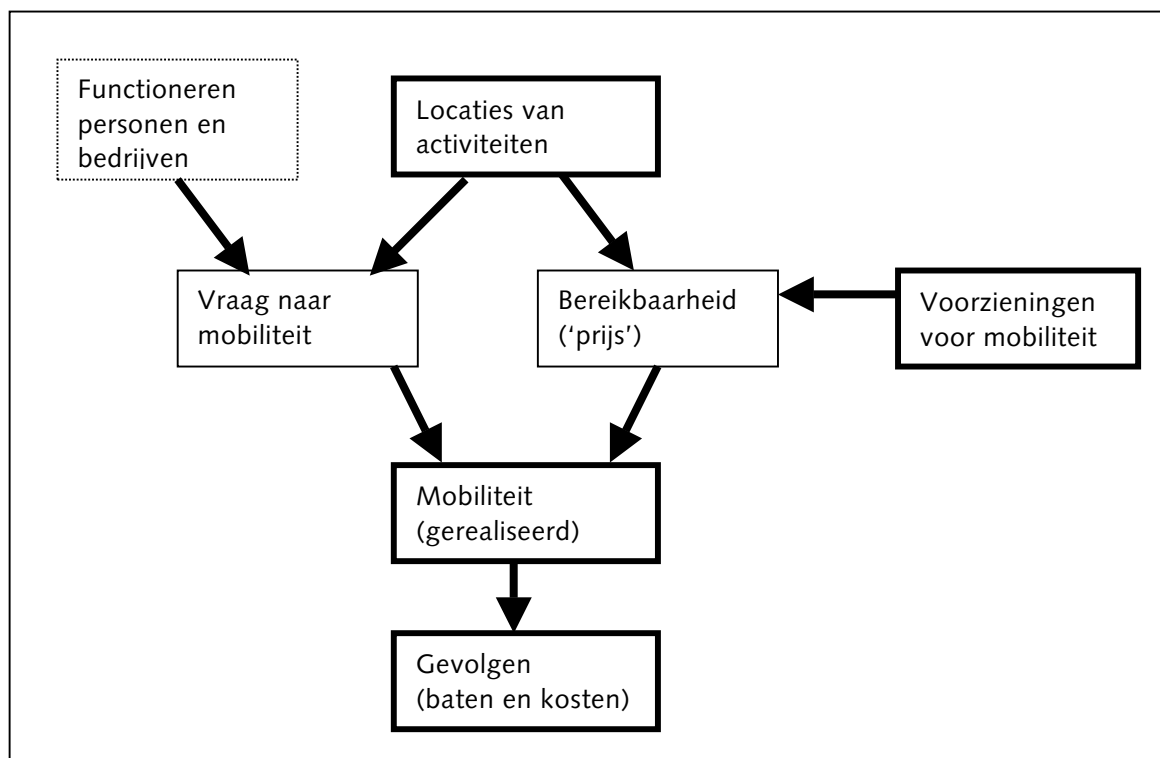 Functioneren
personen en
bedrijven
Locaties van
activiteiten
Vraag naar
mobiliteit
Bereikbaarheid
(‘prijs’)
Voorzieningen
voor mobiliteit
Mobiliteit
(gerealiseerd)
Gevolgen
(baten en kosten)